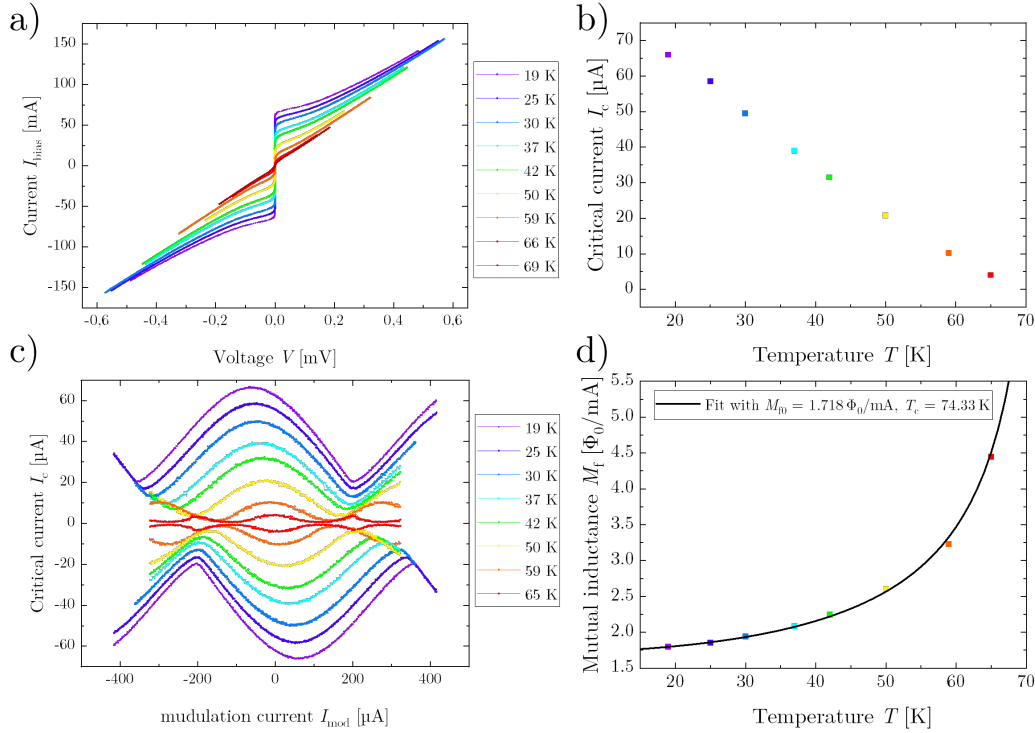 a)
Current I_bias [mA]
150
100
50
0
-50
-100
-150
-0,6
-0,4
-0,2
0,0
0,2
0,4
0,6
Voltage V [mV]
19 K
25 K
30 K
37 K
42 K
50 K
59 K
66 K
69 K
b)
Critical current I_c [µA]
70
60
50
40
30
20
10
0
20
30
40
50
60
70
Temperature T [K]
c)
Critical current I_c [µA]
60
40
20
0
-20
-40
-60
-400
-200
0
200
400
mudulation current I_mod [µA]
19 K
25 K
30 K
37 K
42 K
50 K
59 K
65 K
d)
Mutual inductance M_f [Φ_0/mA]
5.5
5.0
4.5
4.0
3.5
3.0
2.5
2.0
1.5
Fit with M_f0 = 1.718 Φ_0/mA, T_c = 74.33 K
20
30
40
50
60
70
Temperature T [K]